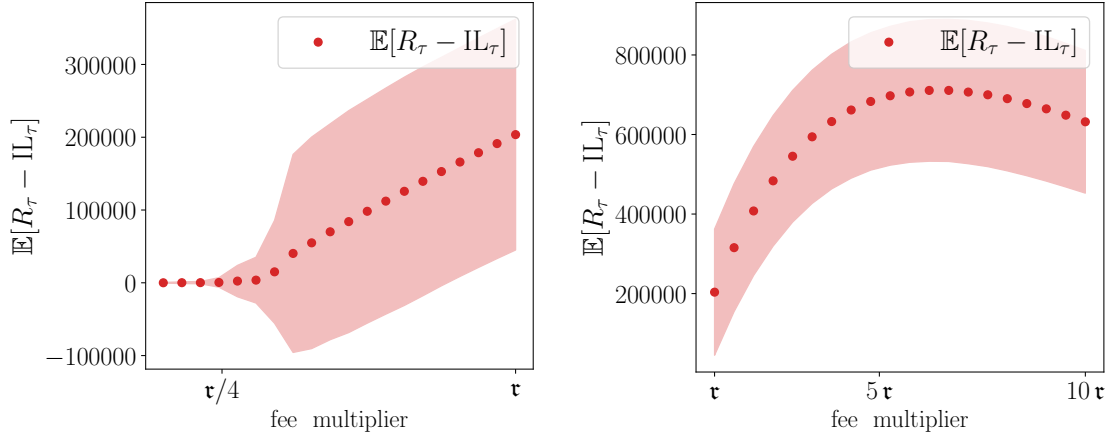 𝔼[R_τ − IL_τ]
300000
200000
100000
0
−100000
𝔼[R_τ − IL_τ]
𝔯/4
𝔯
fee multiplier
𝔼[R_τ − IL_τ]
800000
600000
400000
200000
𝔼[R_τ − IL_τ]
𝔯
5 𝔯
10 𝔯
fee multiplier